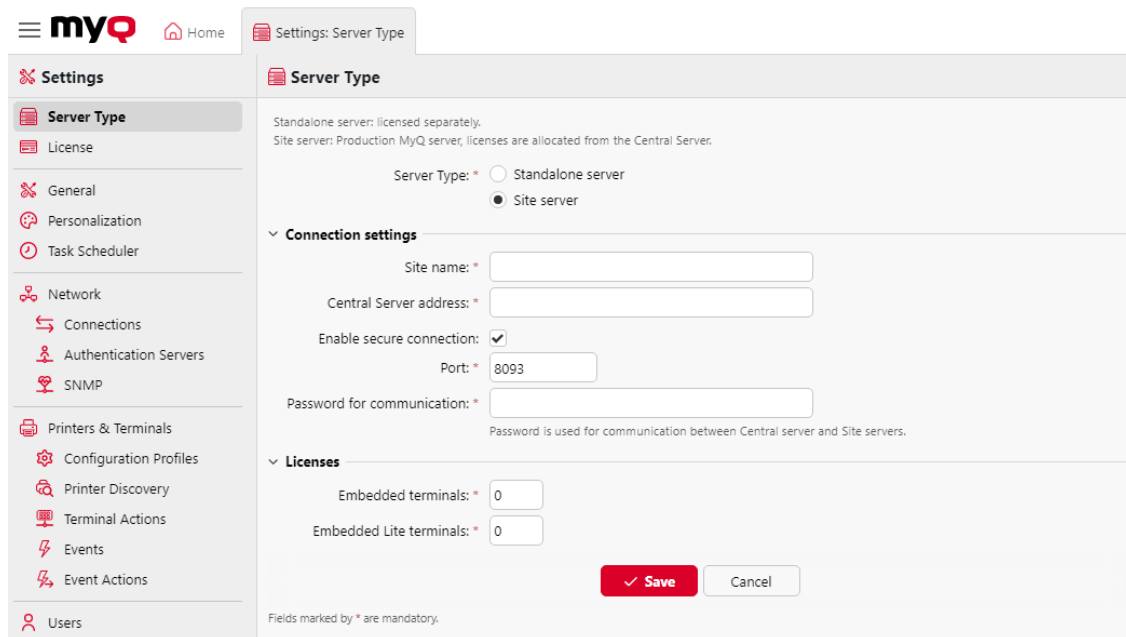 myQ
Home
Settings: Server Type
Settings
Server Type
License
General
Personalization
Task Scheduler
Network
Connections
Authentication Servers
SNMP
Printers & Terminals
Configuration Profiles
Printer Discovery
Terminal Actions
Events
Event Actions
Users
Server Type
Standalone server: licensed separately.
Site server: Production MyQ server, licenses are allocated from the Central Server.
Server Type: * Standalone server
Site server
Connection settings
Site name: *
Central Server address: *
Enable secure connection:
Port: * 8093
Password for communication: *
Password is used for communication between Central server and Site servers.
Licenses
Embedded terminals: * 0
Embedded Lite terminals: * 0
Save Cancel
Fields marked by * are mandatory.